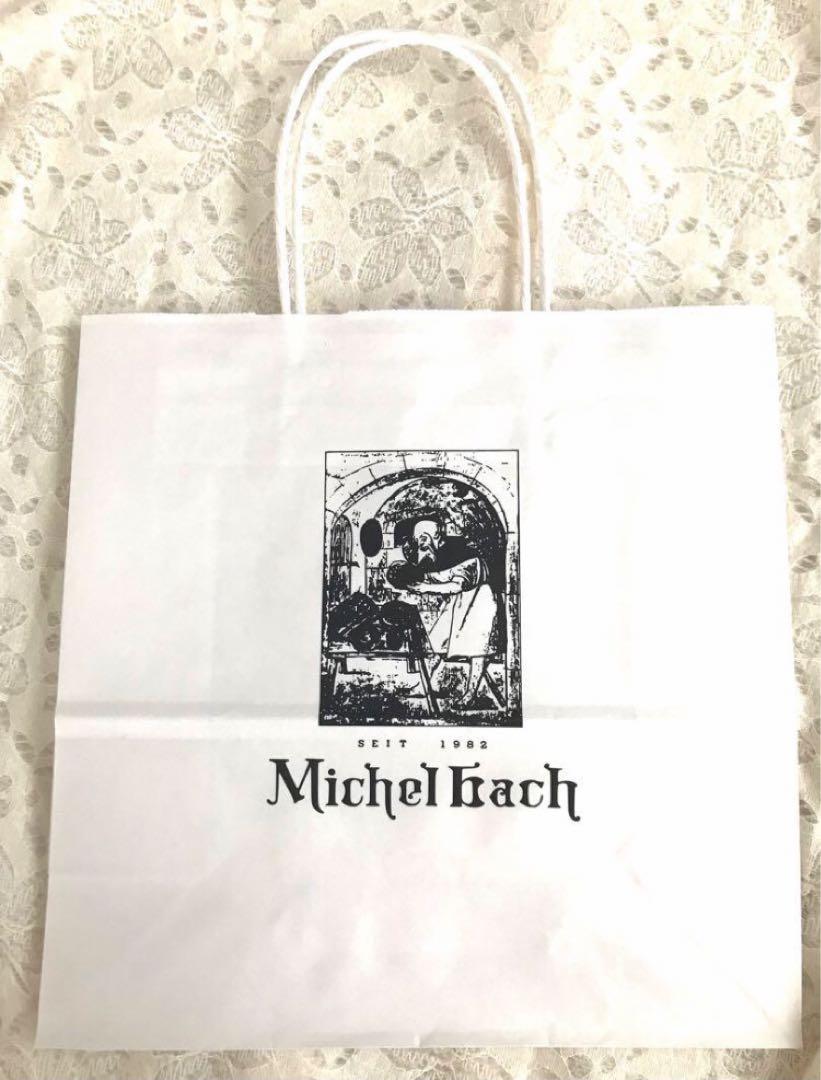 SEIT 1982
Michel bach